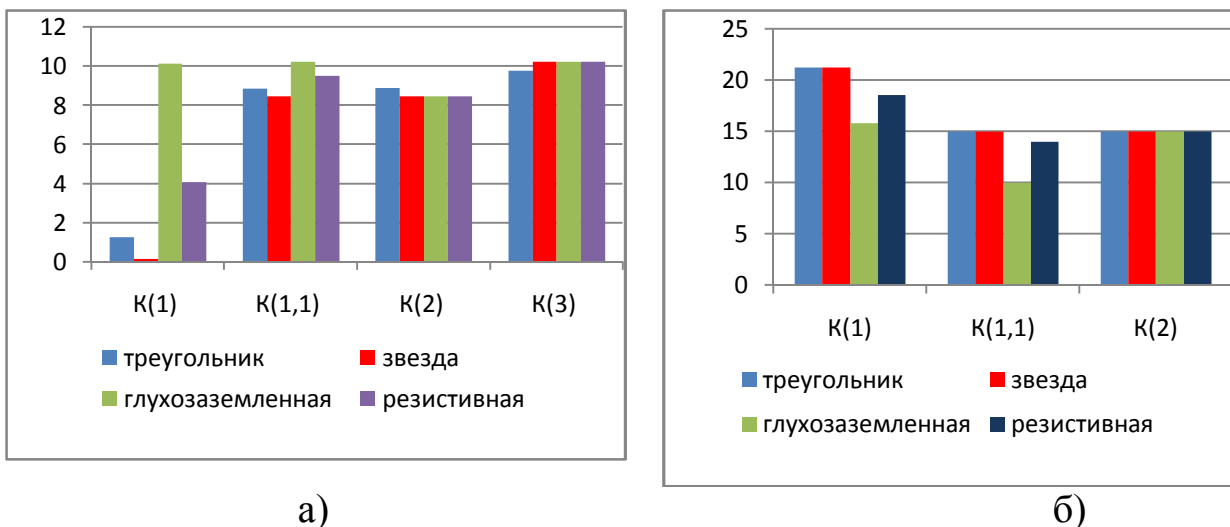 12
10
8
6
4
2
0
К(1) К(1,1) К(2) К(3)
треугольник звезда
глухозаземленная резистивная
а)
25
20
15
10
5
0
К(1) К(1,1) К(2)
треугольник звезда
глухозаземленная резистивная
б)